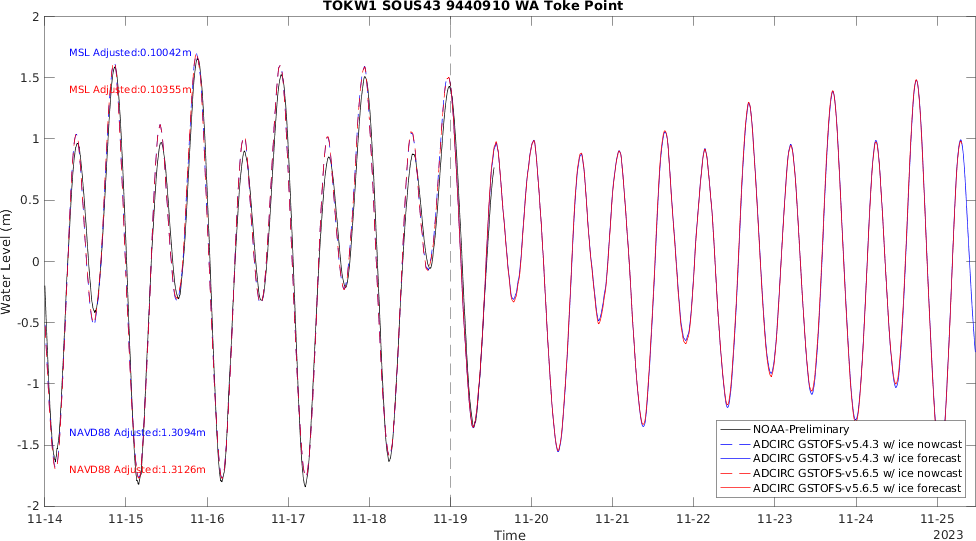 TOKW1 SOUS43 9440910 WA Toke Point
2
1.5
1
0.5
0
-0.5
-1
-1.5
-2
Water Level (m)
MSL Adjusted:0.10042m
MSL Adjusted:0.10355m
NAVD88 Adjusted:1.3094m
NAVD88 Adjusted:1.3126m
NOAA-Preliminary
ADCIRC GSTOFS-v5.4.3 w/ ice nowcast
ADCIRC GSTOFS-v5.4.3 w/ ice forecast
ADCIRC GSTOFS-v5.6.5 w/ ice nowcast
ADCIRC GSTOFS-v5.6.5 w/ ice forecast
11-14 11-15 11-16 11-17 11-18 11-19 11-20 11-21 11-22 11-23 11-24 11-25
2023
Time